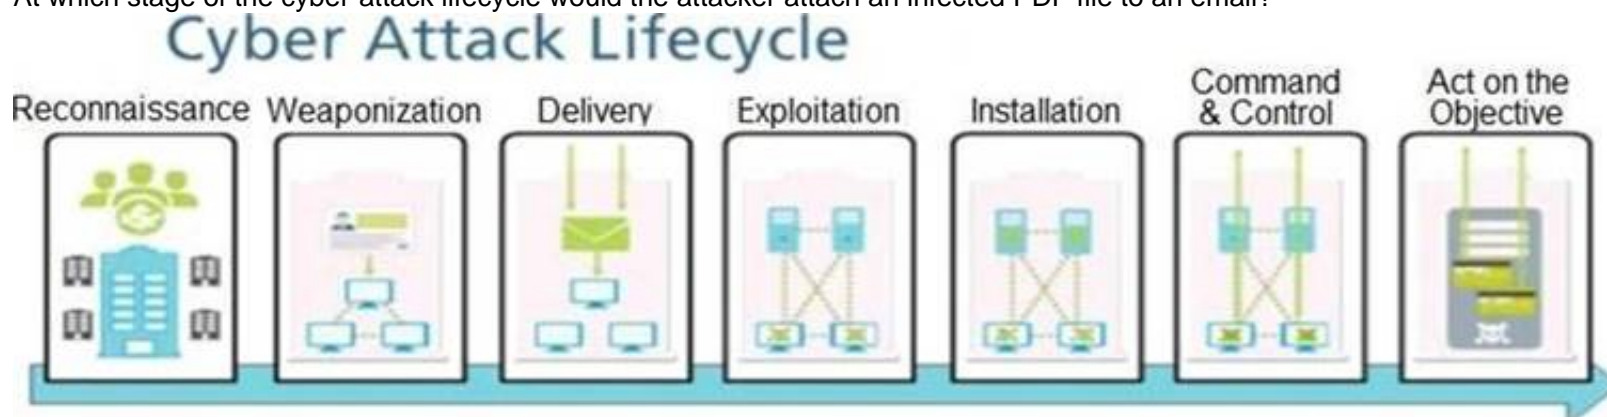 At which stage of the cyber attack lifecycle would the attacker attach an infected PDF file to an email?
Cyber Attack Lifecycle
Reconnaissance
Weaponization
Delivery
Exploitation
Installation
Command
& Control
Act on the
Objective